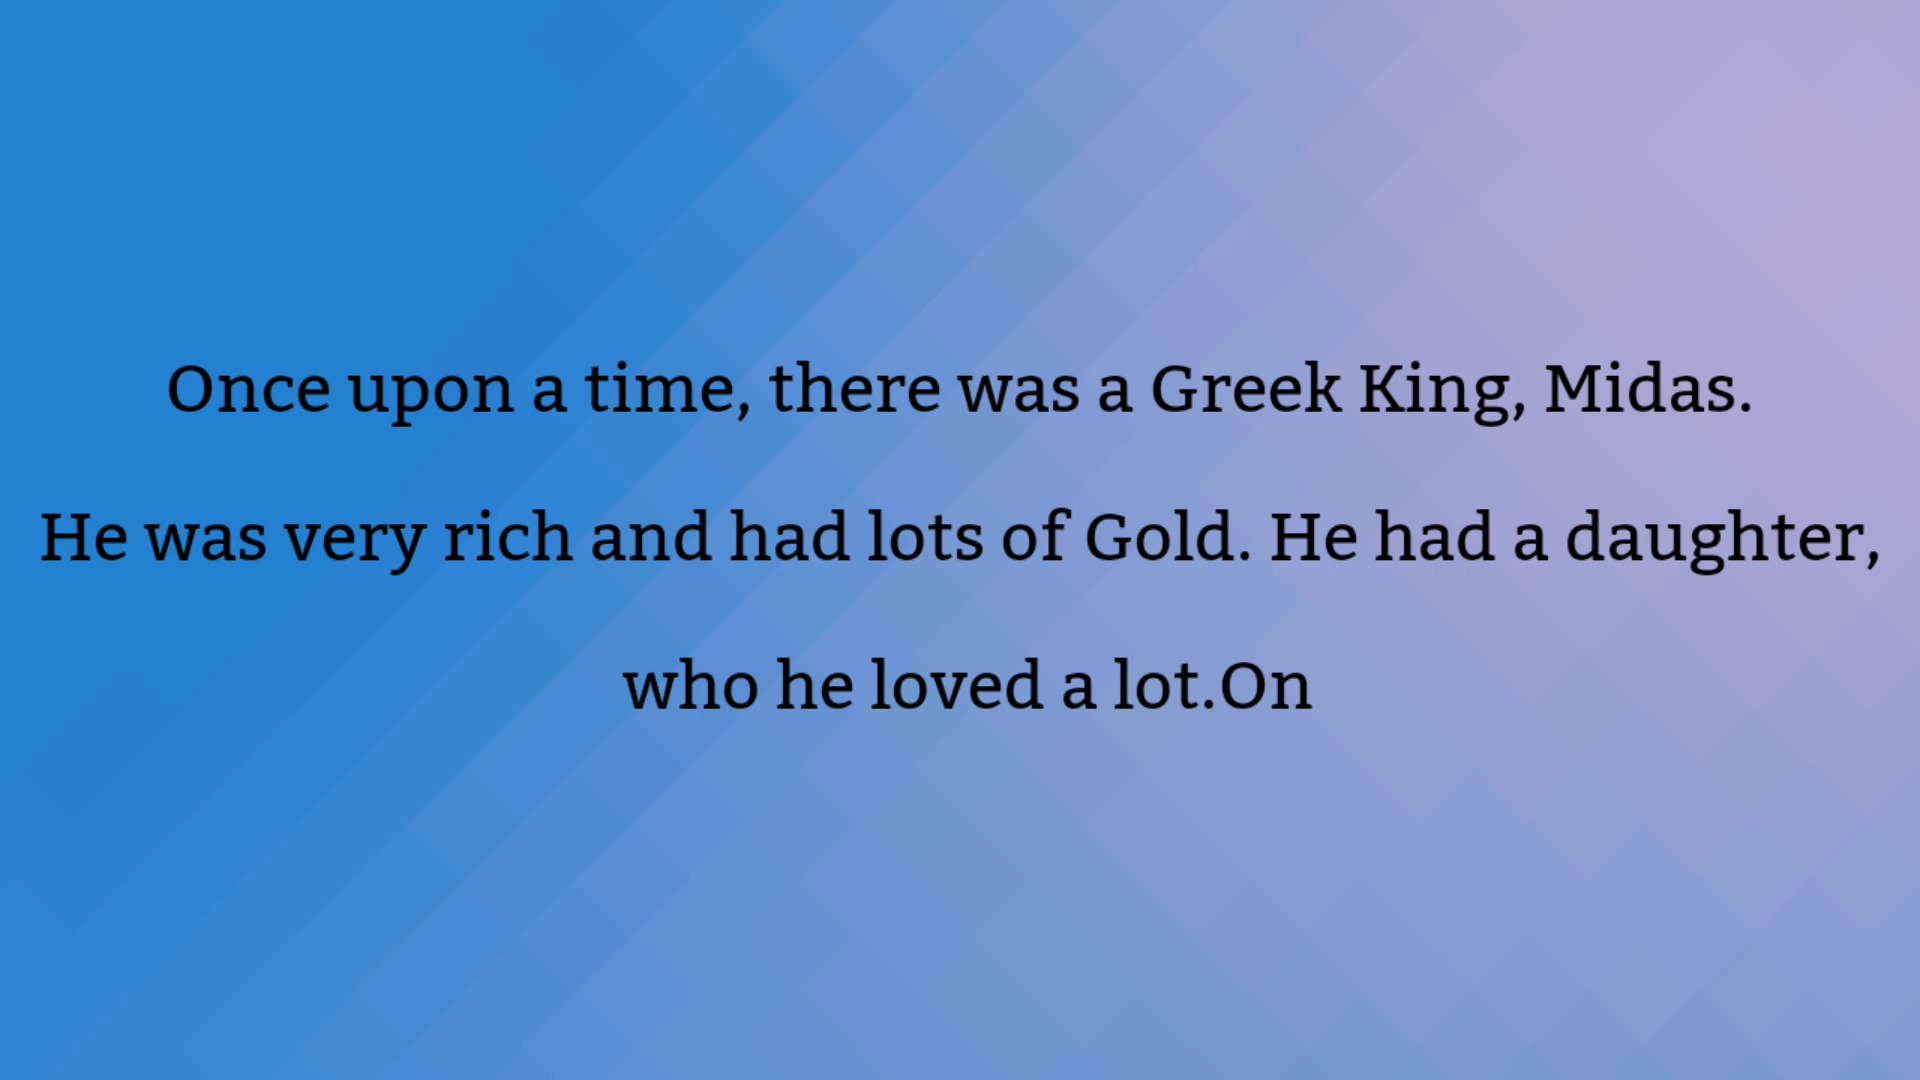 Once upon a time, there was a Greek King, Midas.
He was very rich and had lots of Gold. He had a daughter,
who he loved a lot.On